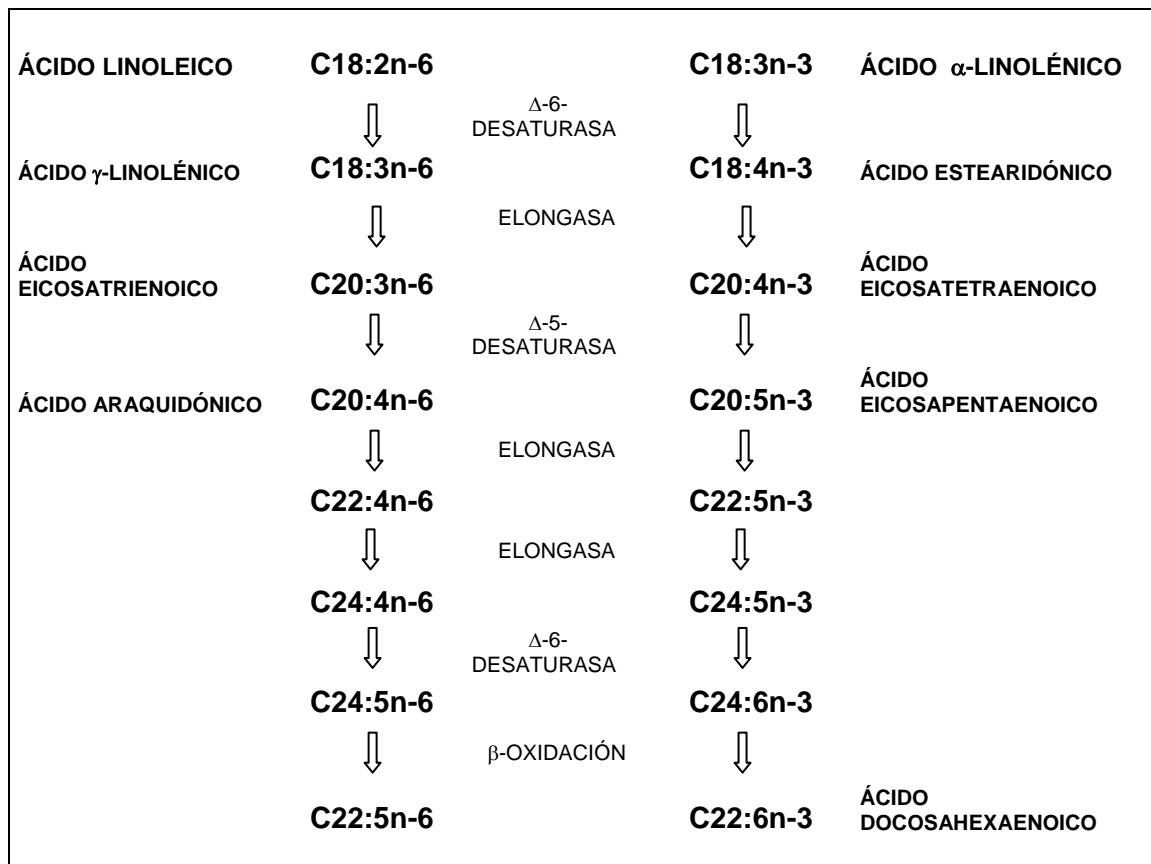 ÁCIDO LINOLEICO C18:2n-6 C18:3n-3 ÁCIDO α-LINOLÉNICO
Δ-6-
DESATURASA
ÁCIDO γ-LINOLÉNICO C18:3n-6 C18:4n-3 ÁCIDO ESTEARIDÓNICO
ELONGASA
ÁCIDO
EICOSATRIENOICO C20:3n-6 C20:4n-3 ÁCIDO
EICOSATETRAENOICO
Δ-5-
DESATURASA
ÁCIDO ARAQUIDÓNICO C20:4n-6 C20:5n-3 ÁCIDO
EICOSAPENTAENOICO
ELONGASA
C22:4n-6 C22:5n-3
ELONGASA
C24:4n-6 C24:5n-3
Δ-6-
DESATURASA
C24:5n-6 C24:6n-3
β-OXIDACIÓN
C22:5n-6 C22:6n-3 ÁCIDO
DOCOSAHEXAENOICO